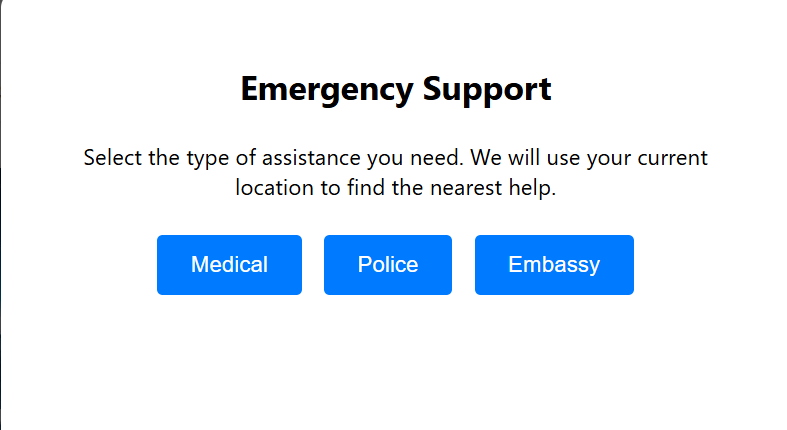 Emergency Support
Select the type of assistance you need. We will use your current
location to find the nearest help.
Medical Police Embassy